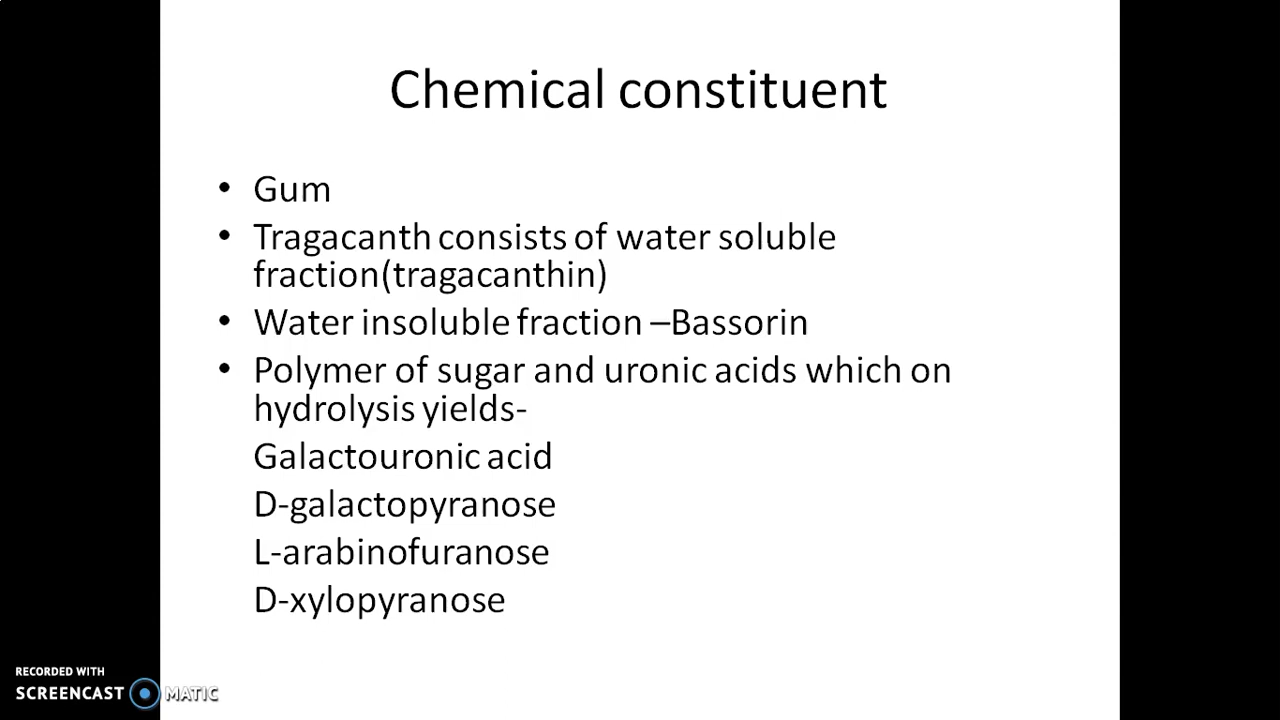 Chemical constituent
• Gum
• Tragacanth consists of water soluble
fraction(tragacanthin)
• Water insoluble fraction –Bassorin
• Polymer of sugar and uronic acids which on
hydrolysis yields-
Galactouronic acid
D-galactopyranose
L-arabinofuranose
D-xylopyranose
RECORDED WITH
SCREENCAST MATIC